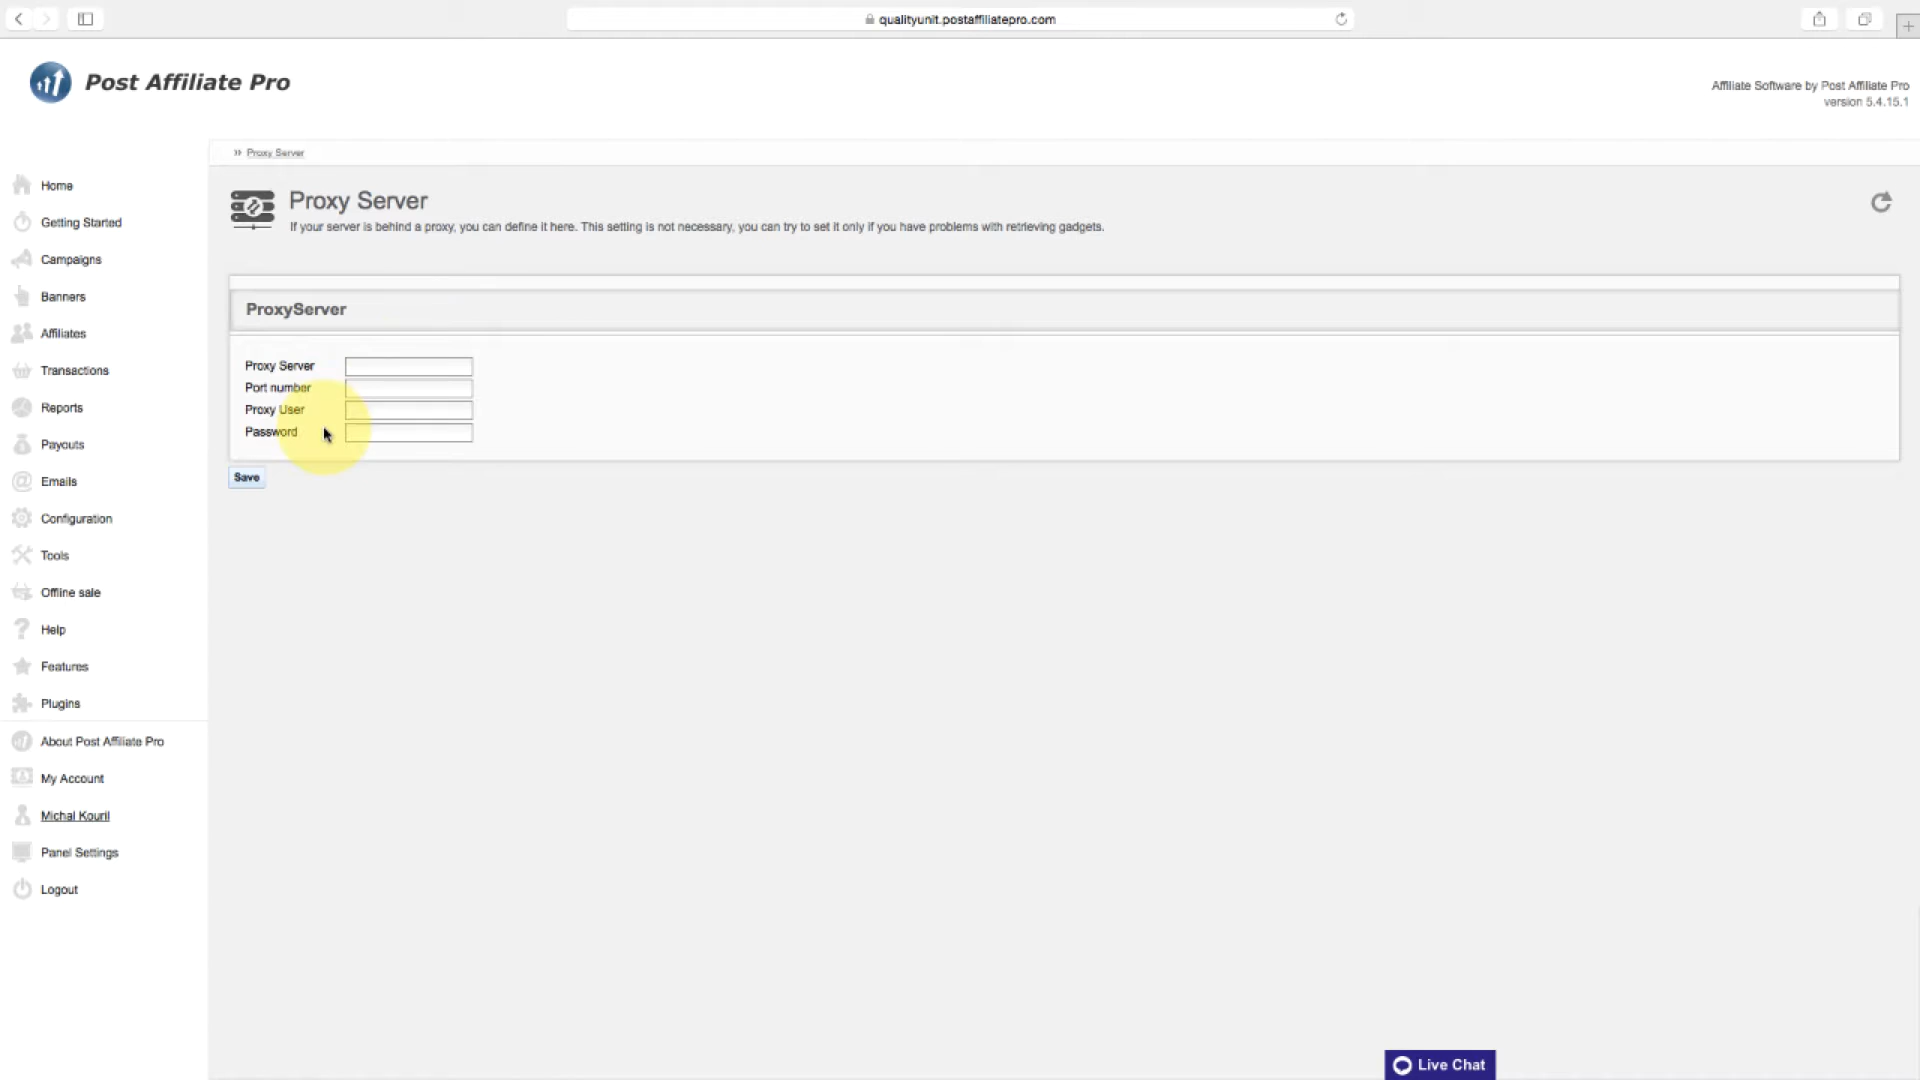 qualityunit.postaffiliatepro.com
Post Affiliate Pro
Affiliate Software by Post Affiliate Pro
version 5.4.15.1
» Proxy Server
Home
Getting Started
Campaigns
Banners
Affiliates
Transactions
Reports
Payouts
Emails
Configuration
Tools
Offline sale
Help
Features
Plugins
About Post Affiliate Pro
My Account
Michal Kouril
Panel Settings
Logout
Proxy Server
If your server is behind a proxy, you can define it here. This setting is not necessary, you can try to set it only if you have problems with retrieving gadgets.
ProxyServer
Proxy Server
Port number
Proxy User
Password
Save
Live Chat